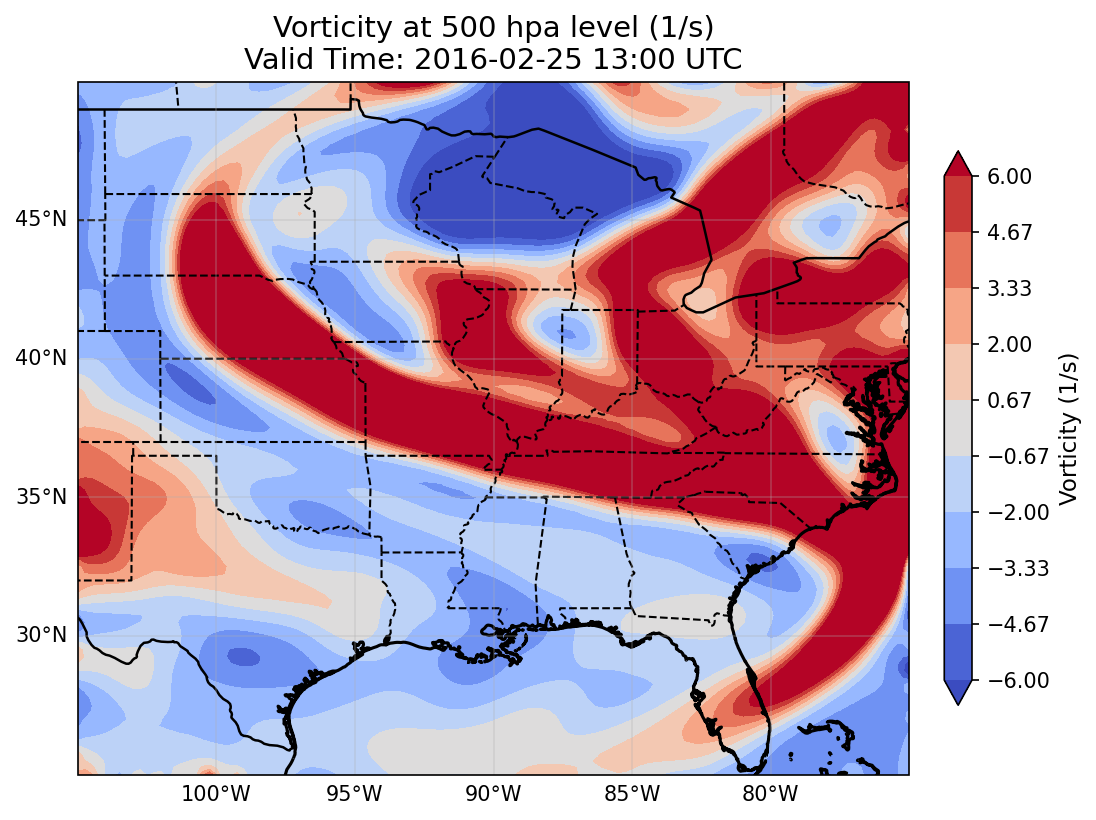 Vorticity at 500 hpa level (1/s)
Valid Time: 2016-02-25 13:00 UTC
45°N
40°N
35°N
30°N
100°W
95°W
90°W
85°W
80°W
6.00
4.67
3.33
2.00
0.67
−0.67
−2.00
−3.33
−4.67
−6.00
Vorticity (1/s)